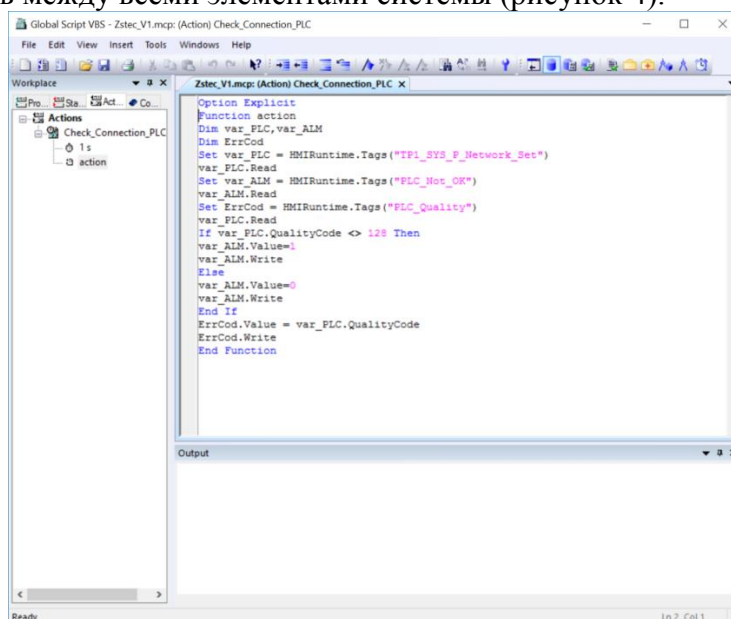 в между всеми элементами системы (рисунок 4).
Global Script VBS - Zstec_V1.mcp: (Action) Check_Connection_PLC
File Edit View Insert Tools Windows Help
Workplace
Zstec_V1.mcp: (Action) Check_Connection_PLC X
Pro... Sta... Act... Co...
Actions
Check_Connection_PLC
1 s
action
Option Explicit
Function action
Dim var_PLC,var_ALM
Dim ErrCod
Set var_PLC = HMIRuntime.Tags("TP1_SYS_P_Network_Set")
var_PLC.Read
Set var_ALM = HMIRuntime.Tags("PLC_Not_OK")
var_ALM.Read
Set ErrCod = HMIRuntime.Tags("PLC_Quality")
var_PLC.Read
If var_PLC.QualityCode <> 128 Then
var_ALM.Value=1
var_ALM.Write
Else
var_ALM.Value=0
var_ALM.Write
End If
ErrCod.Value = var_PLC.QualityCode
ErrCod.Write
End Function
Output
Ready
Ln 2, Col 1